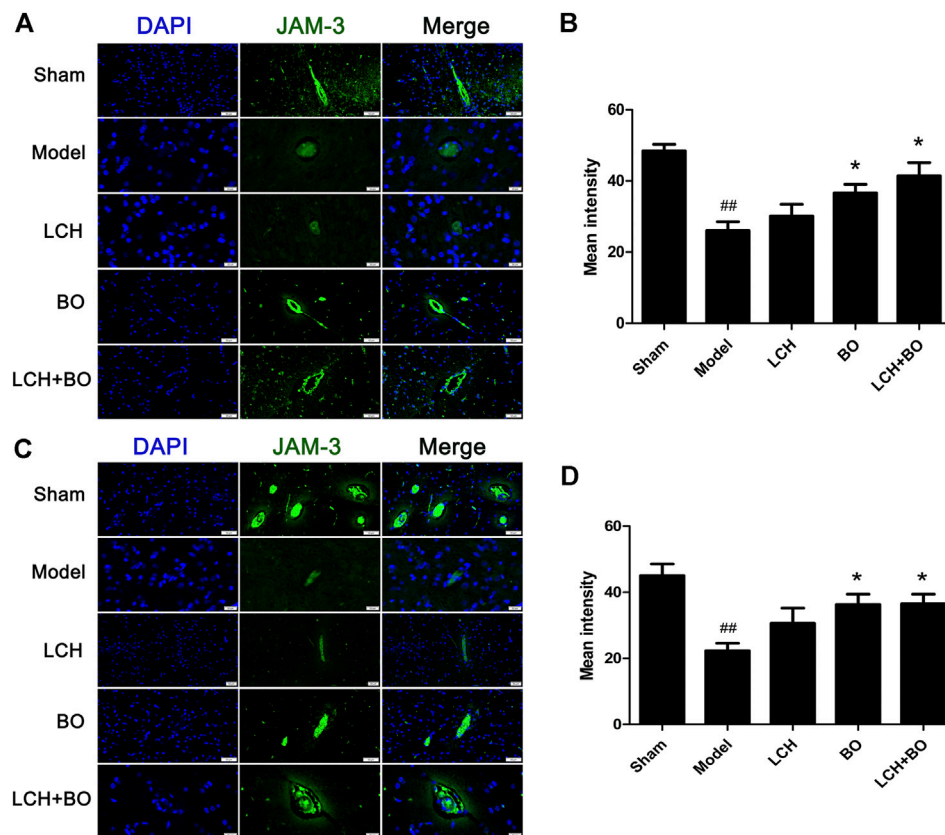 A
DAPI JAM-3 Merge
Sham
Model
LCH
BO
LCH+BO
B
Mean intensity
60
40
20
0
##
*
*
Sham Model LCH BO LCH+BO
C
DAPI JAM-3 Merge
Sham
Model
LCH
BO
LCH+BO
D
Mean intensity
60
40
20
0
##
*
*
Sham Model LCH BO LCH+BO